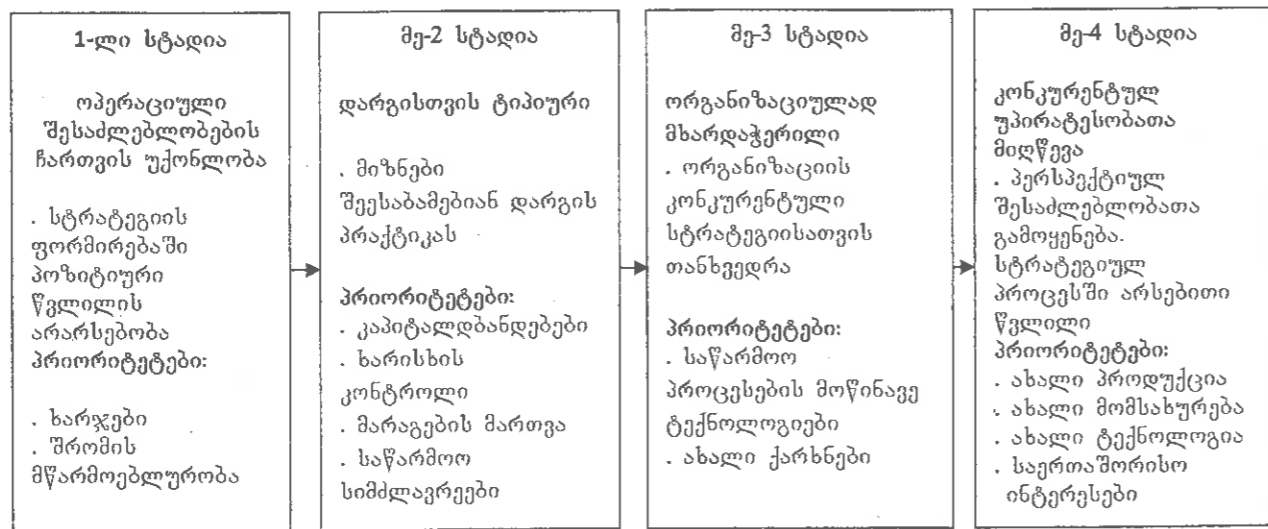 1-ლი სტადია
ოპერაციული
შესაძლებლობების
ჩართვის უქონლობა
. სტრატეგიის
ფორმირებაში
პოზიტიური
წვლილის
არარსებობა
პრიორიტეტები:
. ხარჯები
. შრომის
მწარმოებლურობა
მე-2 სტადია
დარგისთვის ტიპიური
. მიზნები
შეესაბამებიან დარგის
პრაქტიკას
პრიორიტეტები:
. კაპიტალდბანდებები
. ხარისხის
კონტროლი
. მარაგების მართვა
. საწარმოო
სიმძლავრეები
მე-3 სტადია
ორგანიზაციულად
მხარდაჭერილი
. ორგანიზაციის
კონკურენტული
სტრატეგიისათვის
თანხვედრა
პრიორიტეტები:
. საწარმოო
პროცესების მოწინავე
ტექნოლოგიები
. ახალი ქარხნები
მე-4 სტადია
კონკურენტულ
უპირატესობათა
მიღწევა
. პერსპექტიულ
შესაძლებლობათა
გამოყენება.
სტრატეგიულ
პროცესში არსებითი
წვლილი
პრიორიტეტები:
. ახალი პროდუქცია
. ახალი მომსახურება
. ახალი ტექნოლოგია
. საერთაშორისო
ინტერესები